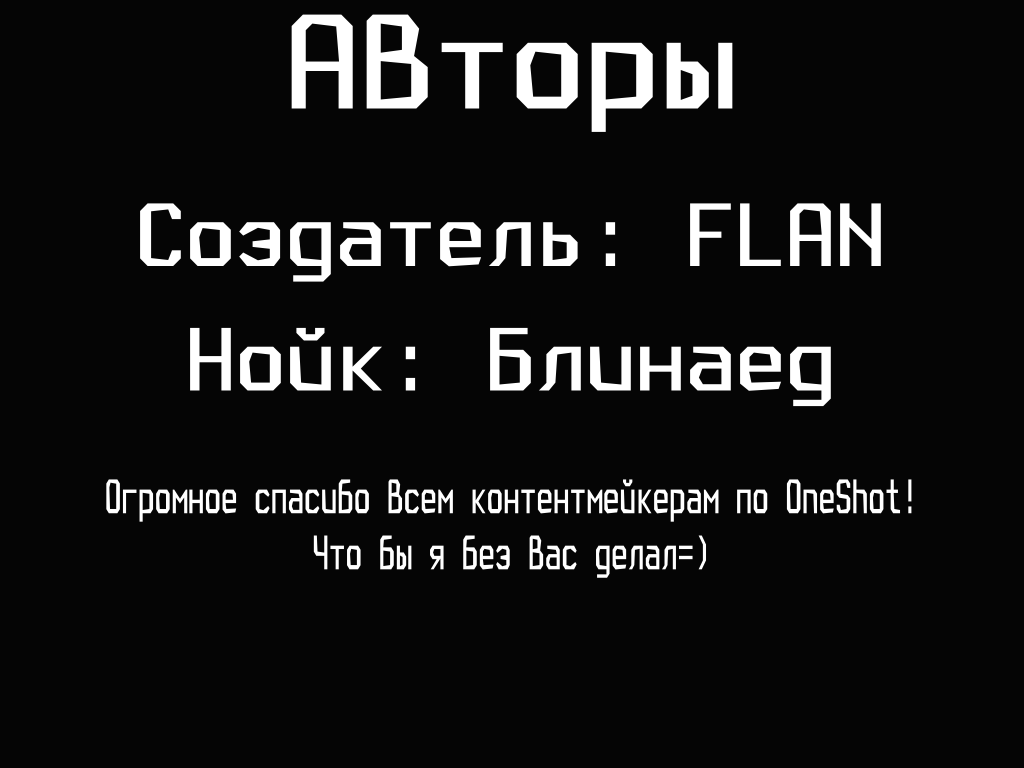 АВторы
Создатель: FLAN
Нойк: Блинаед
Огромное спасибо Всем контентмейкерам по OneShot!
Что бы я без Вас делал=)